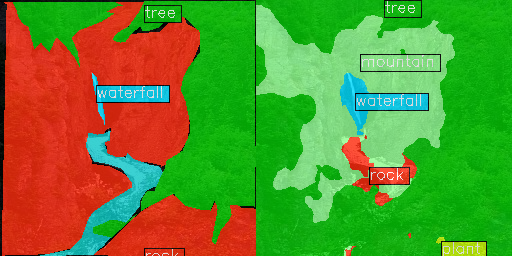 tree
waterfall
rock
tree
mountain
waterfall
rock
plant